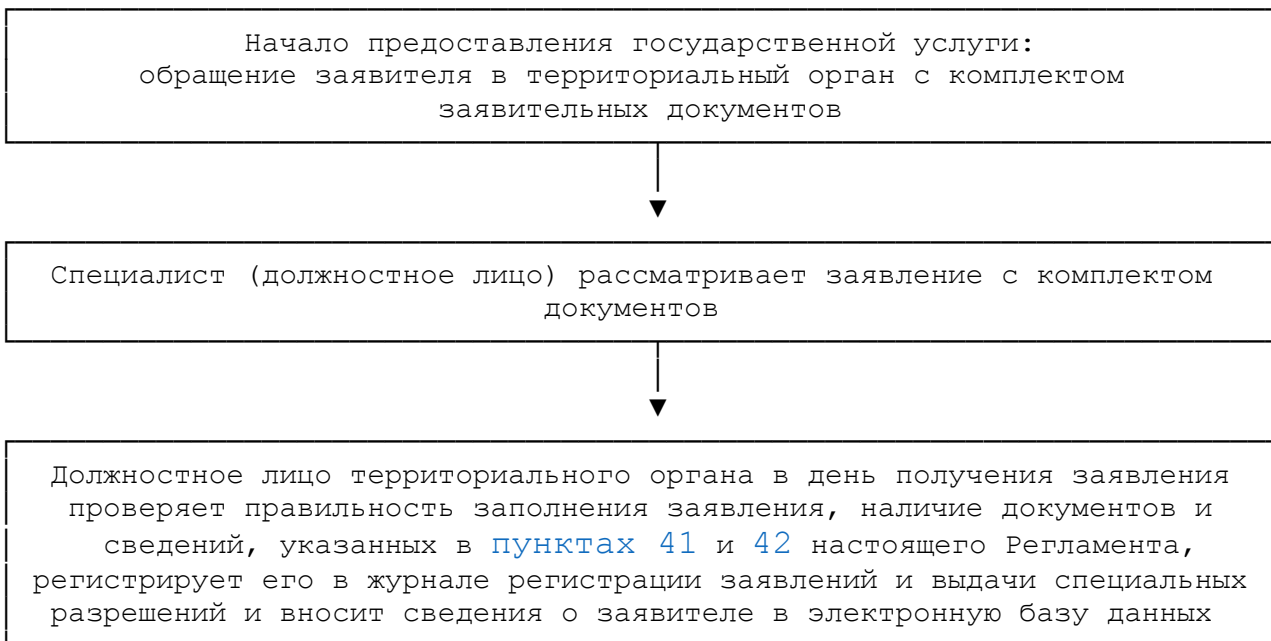 Начало предоставления государственной услуги:
обращение заявителя в территориальный орган с комплектом
заявительных документов
Специалист (должностное лицо) рассматривает заявление с комплектом
документов
Должностное лицо территориального органа в день получения заявления
проверяет правильность заполнения заявления, наличие документов и
сведений, указанных в пунктах 41 и 42 настоящего Регламента,
регистрирует его в журнале регистрации заявлений и выдачи специальных
разрешений и вносит сведения о заявителе в электронную базу данных